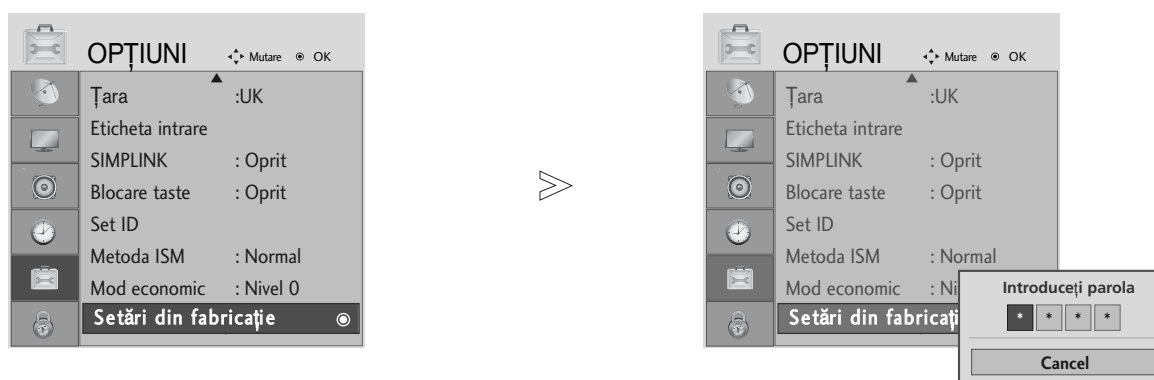 OPȚIUNI Mutare OK
Țara :UK
Eticheta intrare
SIMPLINK : Oprit
Blocare taste : Oprit
Set ID
Metoda ISM : Normal
Mod economic : Nivel 0
Setări din fabricație
OPȚIUNI Mutare OK
Țara :UK
Eticheta intrare
SIMPLINK : Oprit
Blocare taste : Oprit
Set ID
Metoda ISM : Normal
Mod economic : Ni
Setări din fabricați
Introduceți parola
* * * *
Cancel